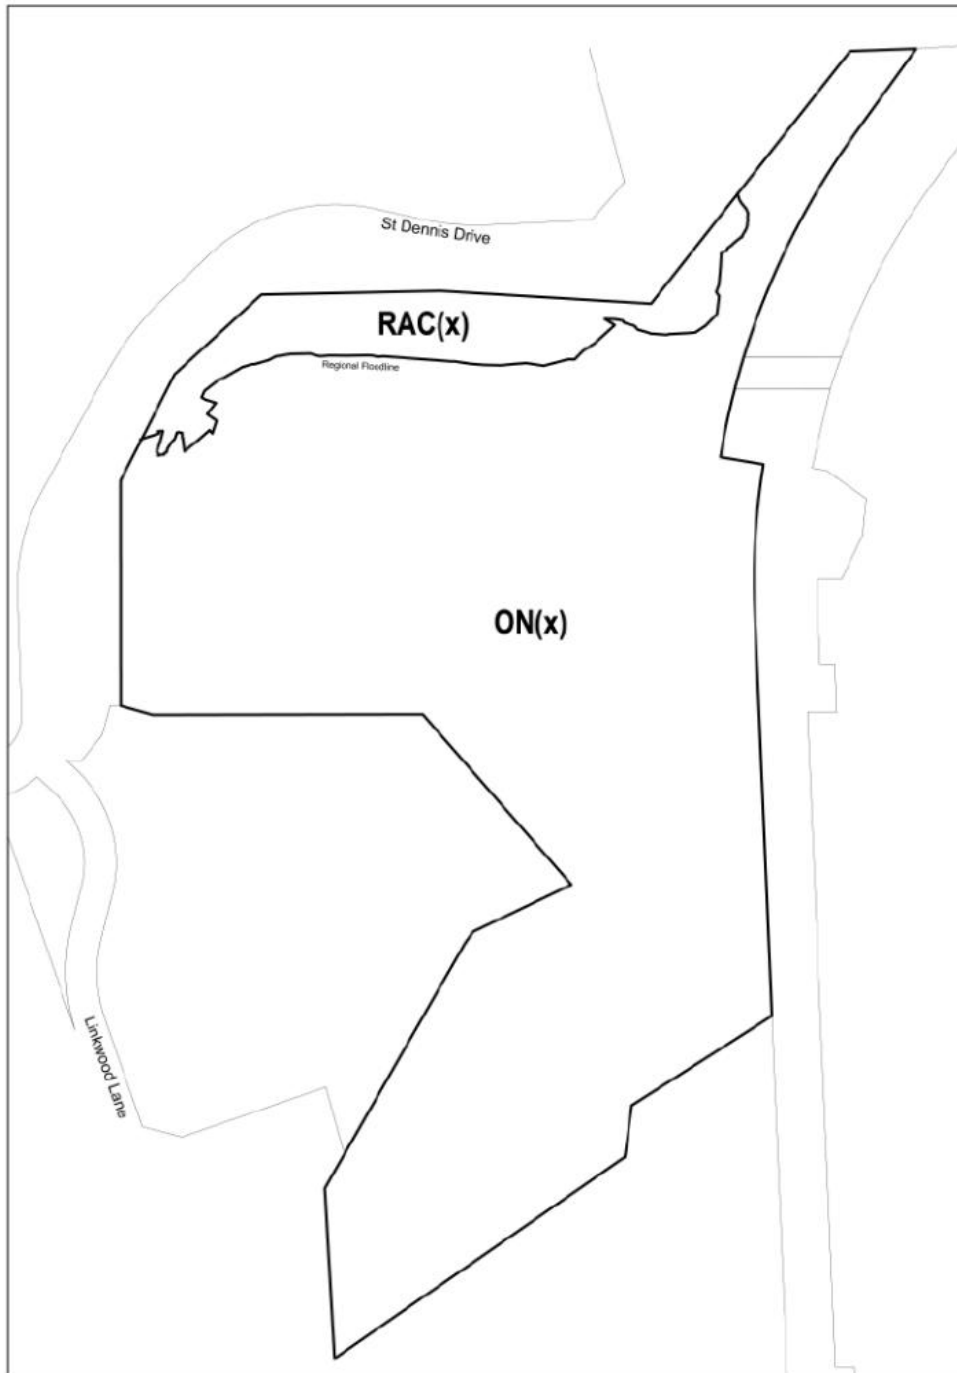 St Dennis Drive
RAC(x)
Regional Floodline
ON(x)
Linkwood Lane